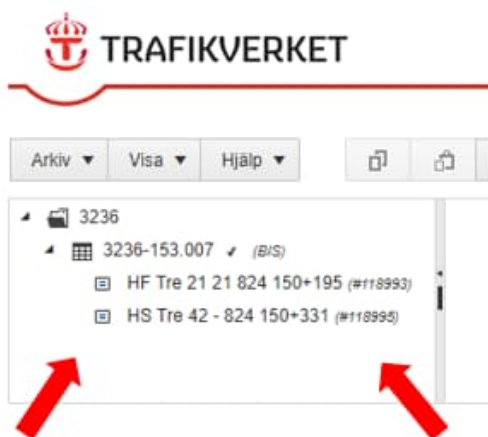 TRAFIKVERKET
Arkiv Visa Hjälp
3236
3236-153.007 (BIS)
HF Tre 21 21 824 150+195 (#118993)
HS Tre 42 - 824 150+331 (#118995)